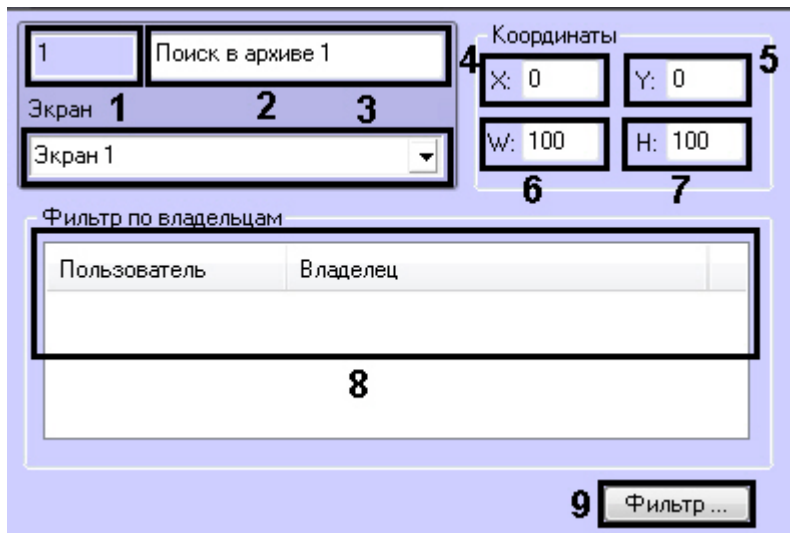 1 Поиск в архиве 1
Экран 1 2 3
Экран 1
Координаты
4 X: 0 Y: 0 5
W: 100 H: 100
6 7
Фильтр по владельцам
Пользователь Владелец
8
9 Фильтр ...